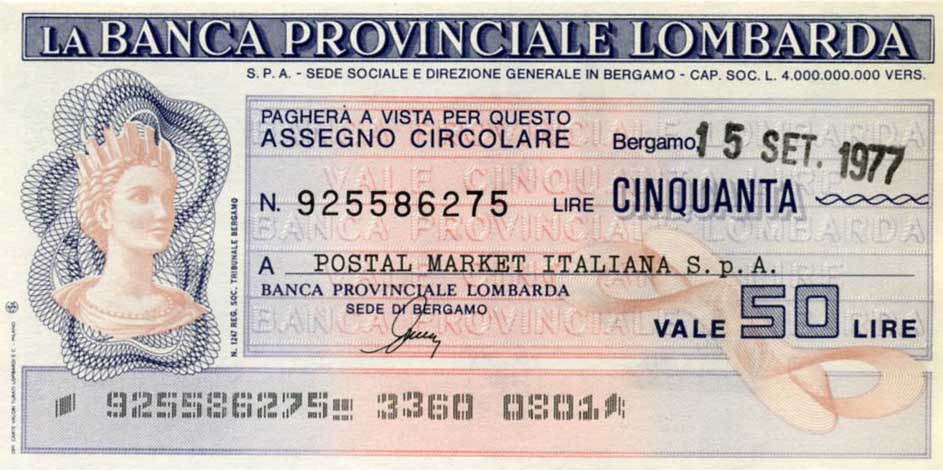 LA BANCA PROVINCIALE LOMBARDA
S.P.A. - SEDE SOCIALE E DIREZIONE GENERALE IN BERGAMO - CAP. SOC. L. 4.000.000.000 VERS.
PAGHERÀ A VISTA PER QUESTO
ASSEGNO CIRCOLARE
Bergamo, 15 SET. 1977
N. 925586275 LIRE CINQUANTA
A POSTAL MARKET ITALIANA S.p.A.
BANCA PROVINCIALE LOMBARDA
SEDE DI BERGAMO
VALE 50 LIRE
N. 1247 REG. SOC. TRIBUNALE BERGAMO
925586275 3360 0801